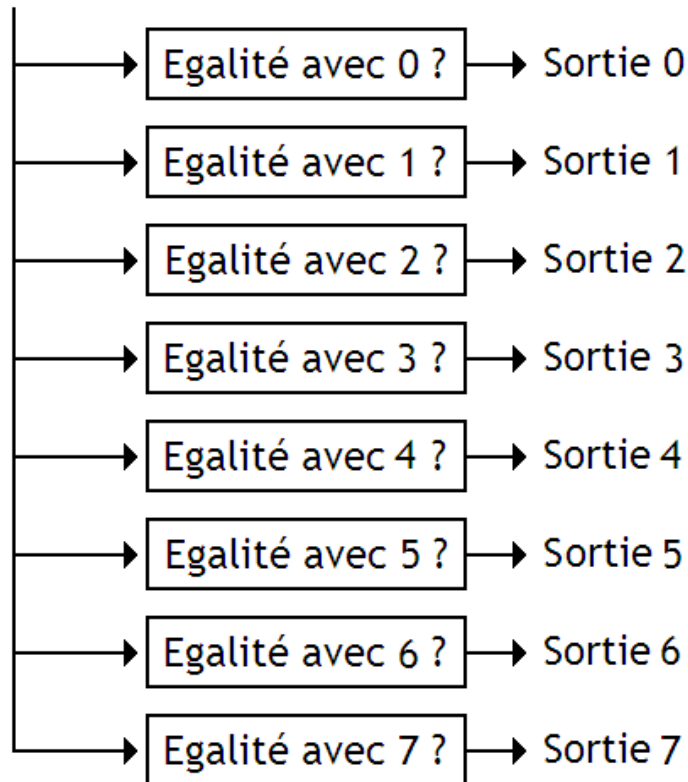 Egalité avec 0 ? Sortie 0
Egalité avec 1 ? Sortie 1
Egalité avec 2 ? Sortie 2
Egalité avec 3 ? Sortie 3
Egalité avec 4 ? Sortie 4
Egalité avec 5 ? Sortie 5
Egalité avec 6 ? Sortie 6
Egalité avec 7 ? Sortie 7